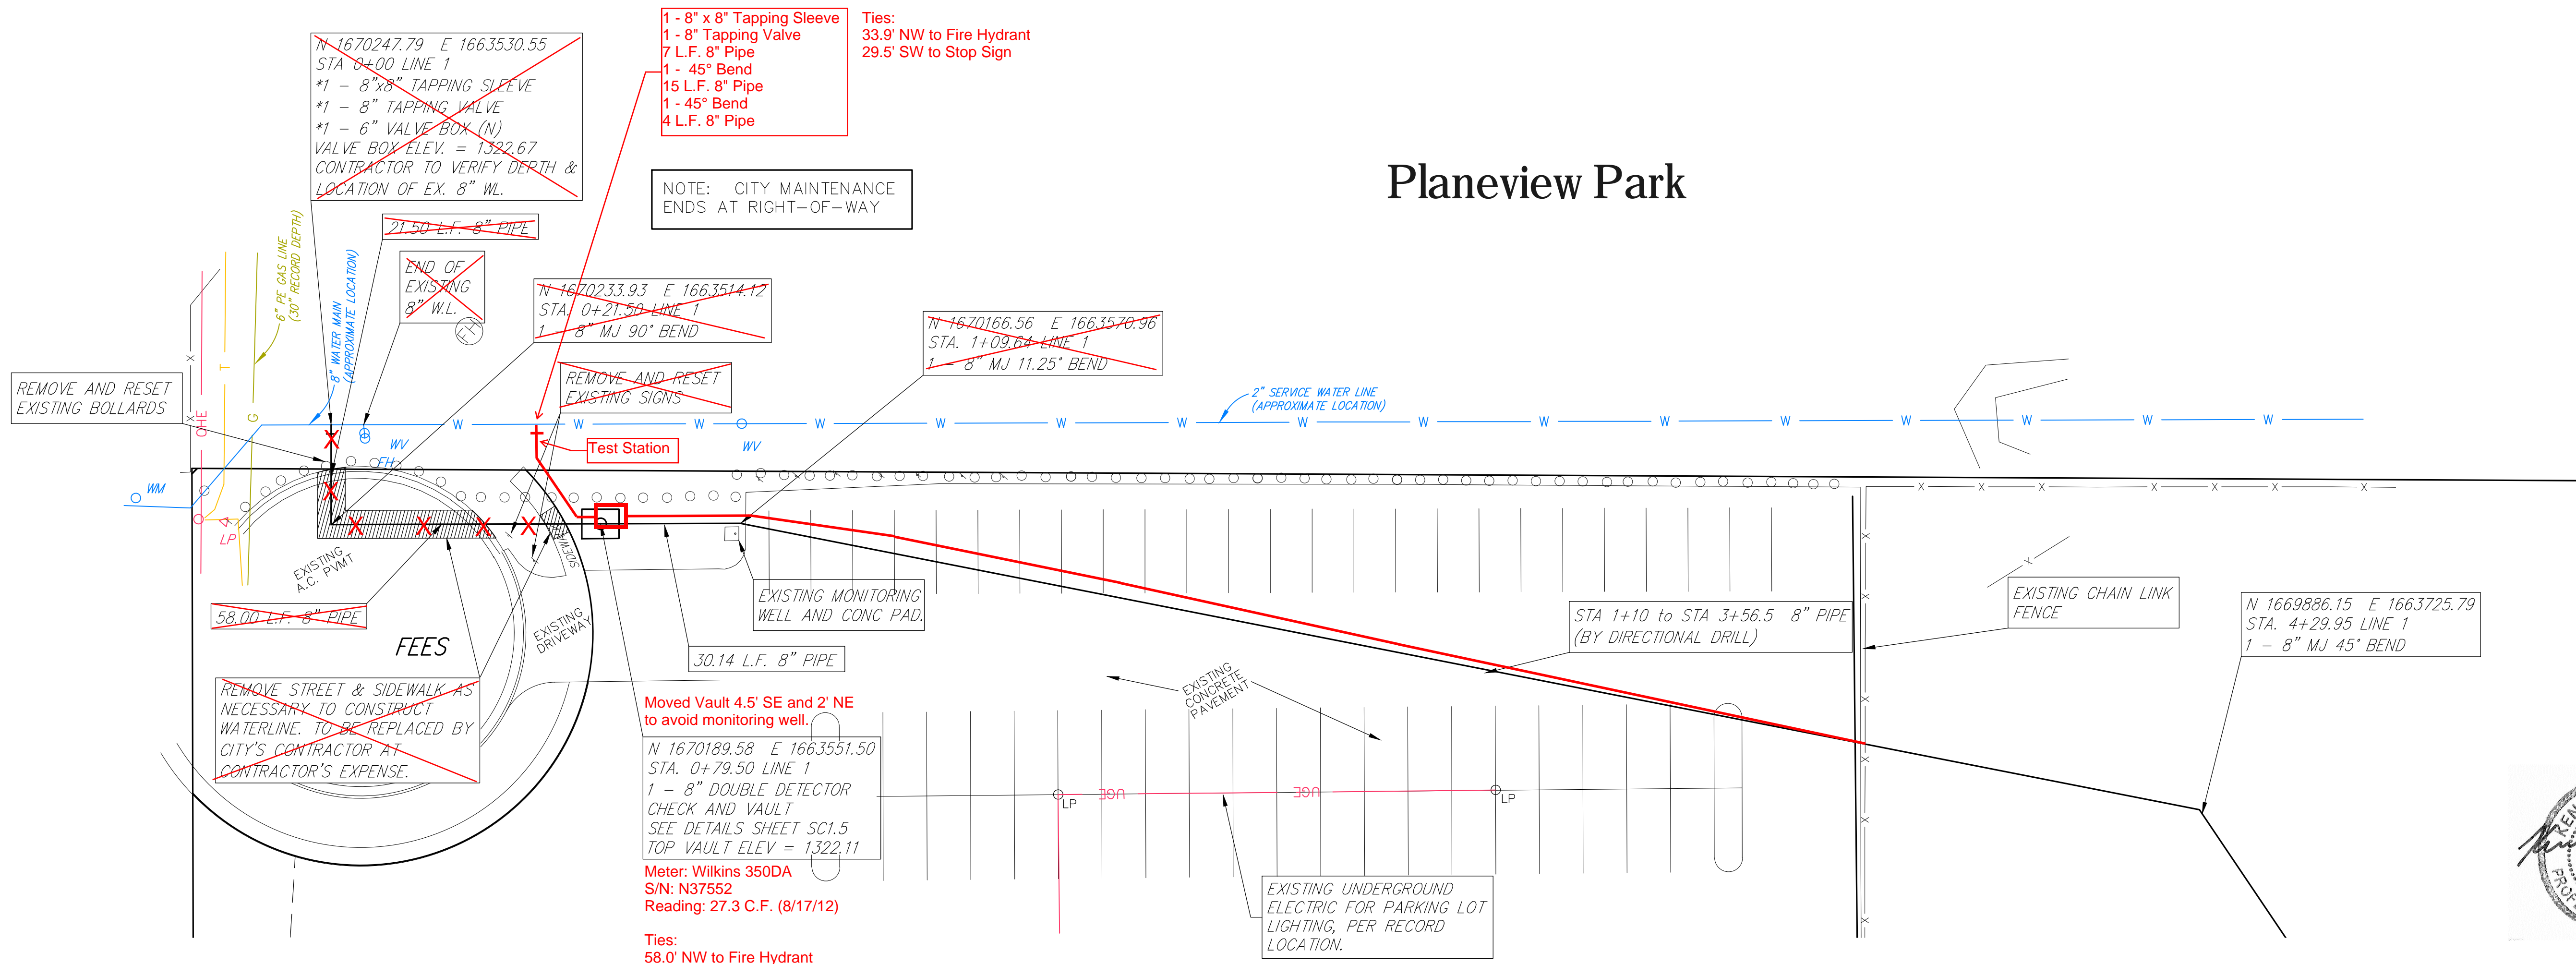 1 - 8" x 8" Tapping Sleeve
1 - 8" Tapping Valve
7 L.F. 8" Pipe
1 - 45° Bend
15 L.F. 8" Pipe
1 - 45° Bend
4 L.F. 8" Pipe
Ties:
33.9' NW to Fire Hydrant
29.5' SW to Stop Sign
N 1670247.79 E 1663530.55
STA 0+00 LINE 1
*1 - 8"x8" TAPPING SLEEVE
*1 - 8" TAPPING VALVE
*1 - 6" VALVE BOX (N)
VALVE BOX ELEV. = 1322.67
CONTRACTOR TO VERIFY DEPTH &
LOCATION OF EX. 8" WL.
NOTE: CITY MAINTENANCE
ENDS AT RIGHT-OF-WAY
Planeview Park
21.50 L.F. 8" PIPE
6" PE GAS LINE
(30" RECORD DEPTH)
8" WATER MAIN
(APPROXIMATE LOCATION)
END OF
EXISTING
8" W.L.
FH
N 1670233.93 E 1663514.12
STA. 0+21.50 LINE 1
1 - 8" MJ 90° BEND
N 1670166.56 E 1663570.96
STA. 1+09.64 LINE 1
1 - 8" MJ 11.25° BEND
REMOVE AND RESET
EXISTING BOLLARDS
REMOVE AND RESET
EXISTING SIGNS
2" SERVICE WATER LINE
(APPROXIMATE LOCATION)
OHE
T
G
W W W W W W W W W W W W W W W W
WV
FH
WV
Test Station
WM
LP
EXISTING
A.C. PVMT
58.00 L.F. 8" PIPE
FEES
EXISTING
DRIVEWAY
EXISTING MONITORING
WELL AND CONC PAD.
30.14 L.F. 8" PIPE
STA 1+10 to STA 3+56.5 8" PIPE
(BY DIRECTIONAL DRILL)
EXISTING CHAIN LINK
FENCE
N 1669886.15 E 1663725.79
STA. 4+29.95 LINE 1
1 - 8" MJ 45° BEND
REMOVE STREET & SIDEWALK AS
NECESSARY TO CONSTRUCT
WATERLINE. TO BE REPLACED BY
CITY'S CONTRACTOR AT
CONTRACTOR'S EXPENSE.
EXISTING
CONCRETE
PAVEMENT
Moved Vault 4.5' SE and 2' NE
to avoid monitoring well.
N 1670189.58 E 1663551.50
STA. 0+79.50 LINE 1
1 - 8" DOUBLE DETECTOR
CHECK AND VAULT
SEE DETAILS SHEET SC1.5
TOP VAULT ELEV = 1322.11
LP
UGE
UGE
LP
Meter: Wilkins 350DA
S/N: N37552
Reading: 27.3 C.F. (8/17/12)
EXISTING UNDERGROUND
ELECTRIC FOR PARKING LOT
LIGHTING, PER RECORD
LOCATION.
Ties:
58.0' NW to Fire Hydrant